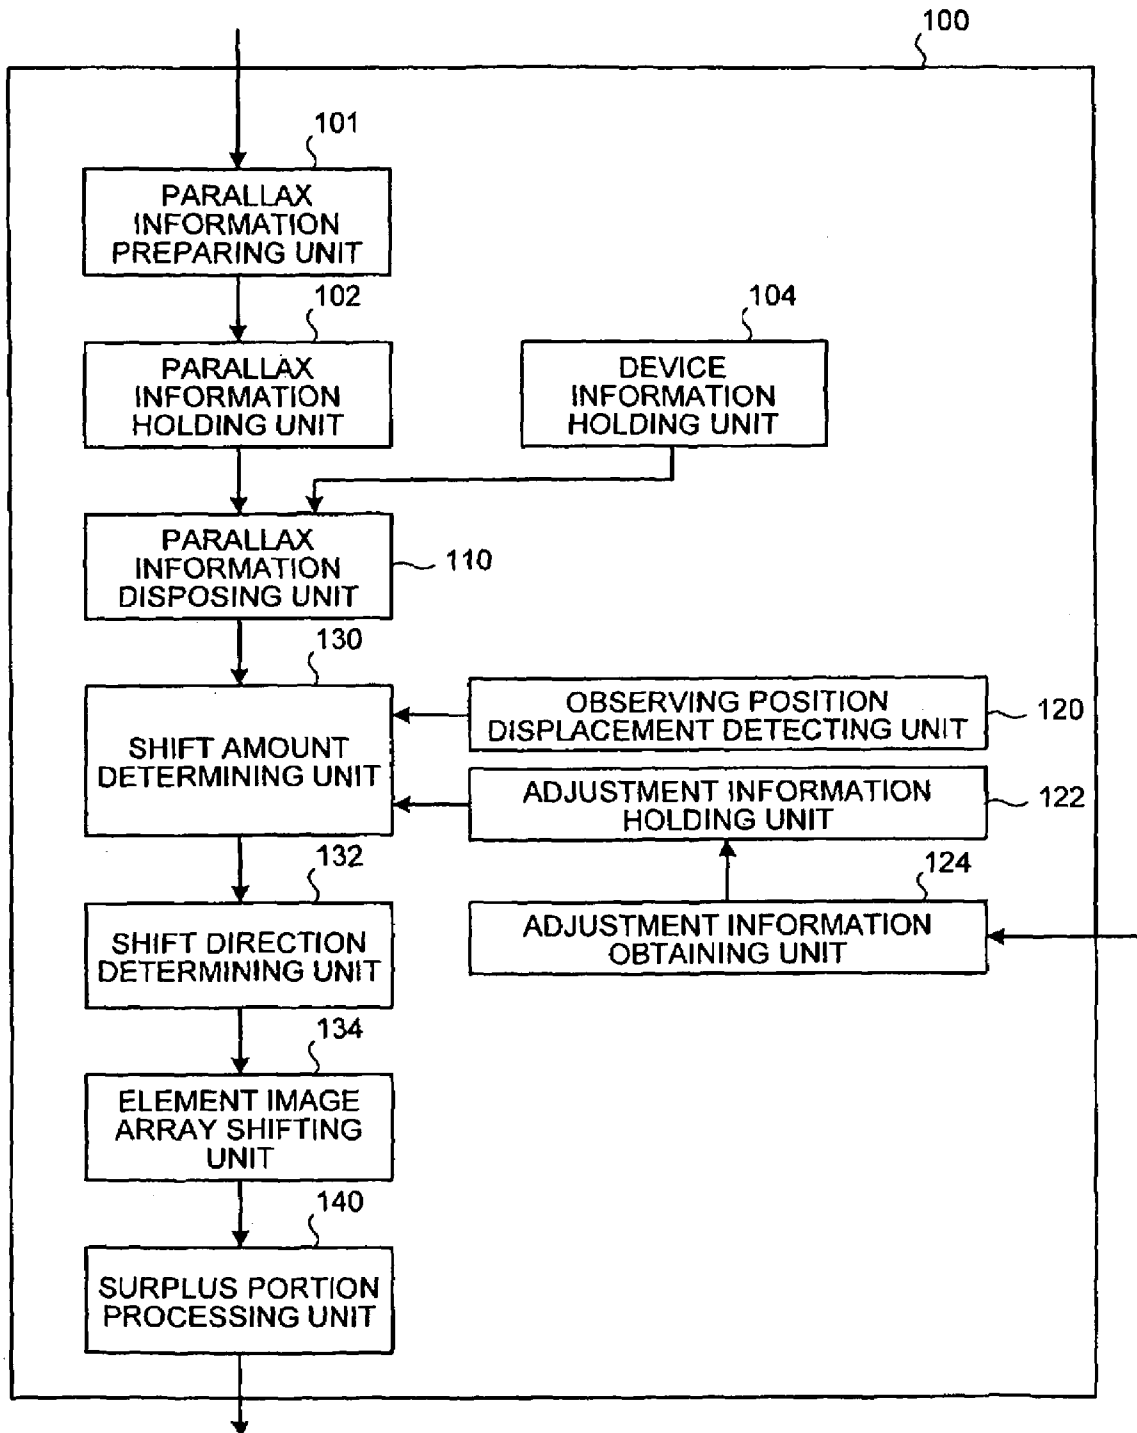 100
101
PARALLAX
INFORMATION
PREPARING UNIT
102
PARALLAX
INFORMATION
HOLDING UNIT
104
DEVICE
INFORMATION
HOLDING UNIT
PARALLAX
INFORMATION
DISPOSING UNIT
110
130
SHIFT AMOUNT
DETERMINING UNIT
OBSERVING POSITION
DISPLACEMENT DETECTING UNIT
120
ADJUSTMENT INFORMATION
HOLDING UNIT
122
132
SHIFT DIRECTION
DETERMINING UNIT
124
ADJUSTMENT INFORMATION
OBTAINING UNIT
134
ELEMENT IMAGE
ARRAY SHIFTING
UNIT
140
SURPLUS PORTION
PROCESSING UNIT